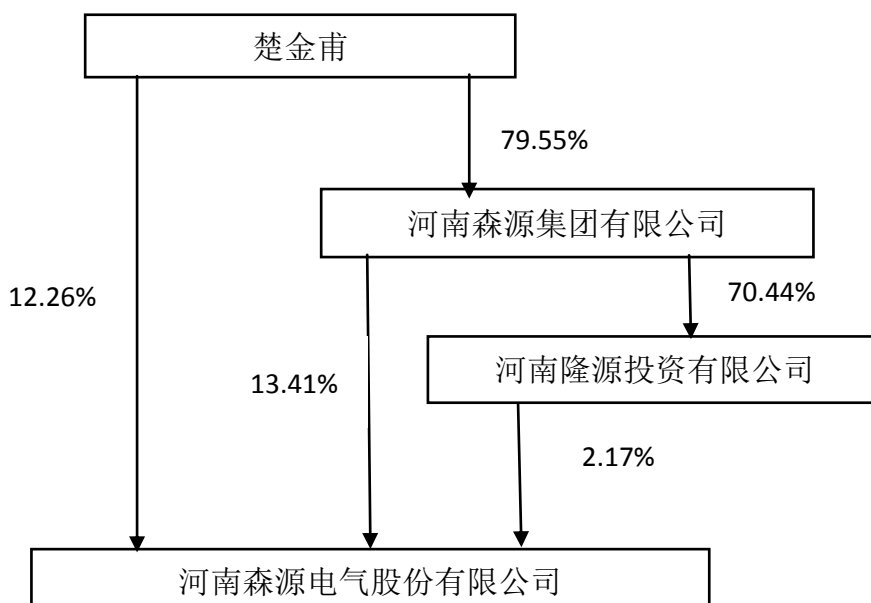 楚金甫
79.55%
河南森源集团有限公司
12.26%
70.44%
13.41%
河南隆源投资有限公司
2.17%
河南森源电气股份有限公司